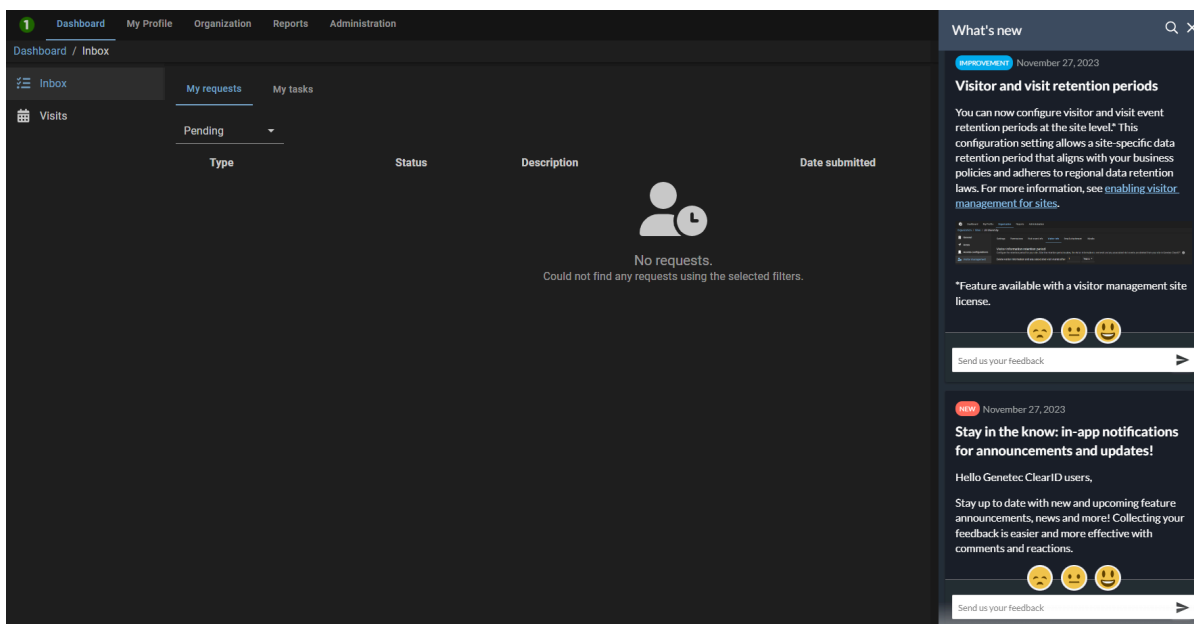 1 Dashboard My Profile Organization Reports Administration
Dashboard / Inbox
Inbox
Visits
My requests My tasks
Pending
Type Status Description Date submitted
No requests.
Could not find any requests using the selected filters.
What's new
IMPROVEMENT November 27, 2023
Visitor and visit retention periods
You can now configure visitor and visit event
retention periods at the site level.* This
configuration setting allows a site-specific data
retention period that aligns with your business
policies and adheres to regional data retention
laws. For more information, see enabling visitor
management for sites.
*Feature available with a visitor management site
license.
Send us your feedback
NEW November 27, 2023
Stay in the know: in-app notifications
for announcements and updates!
Hello Genetec ClearID users,
Stay up to date with new and upcoming feature
announcements, news and more! Collecting your
feedback is easier and more effective with
comments and reactions.
Send us your feedback